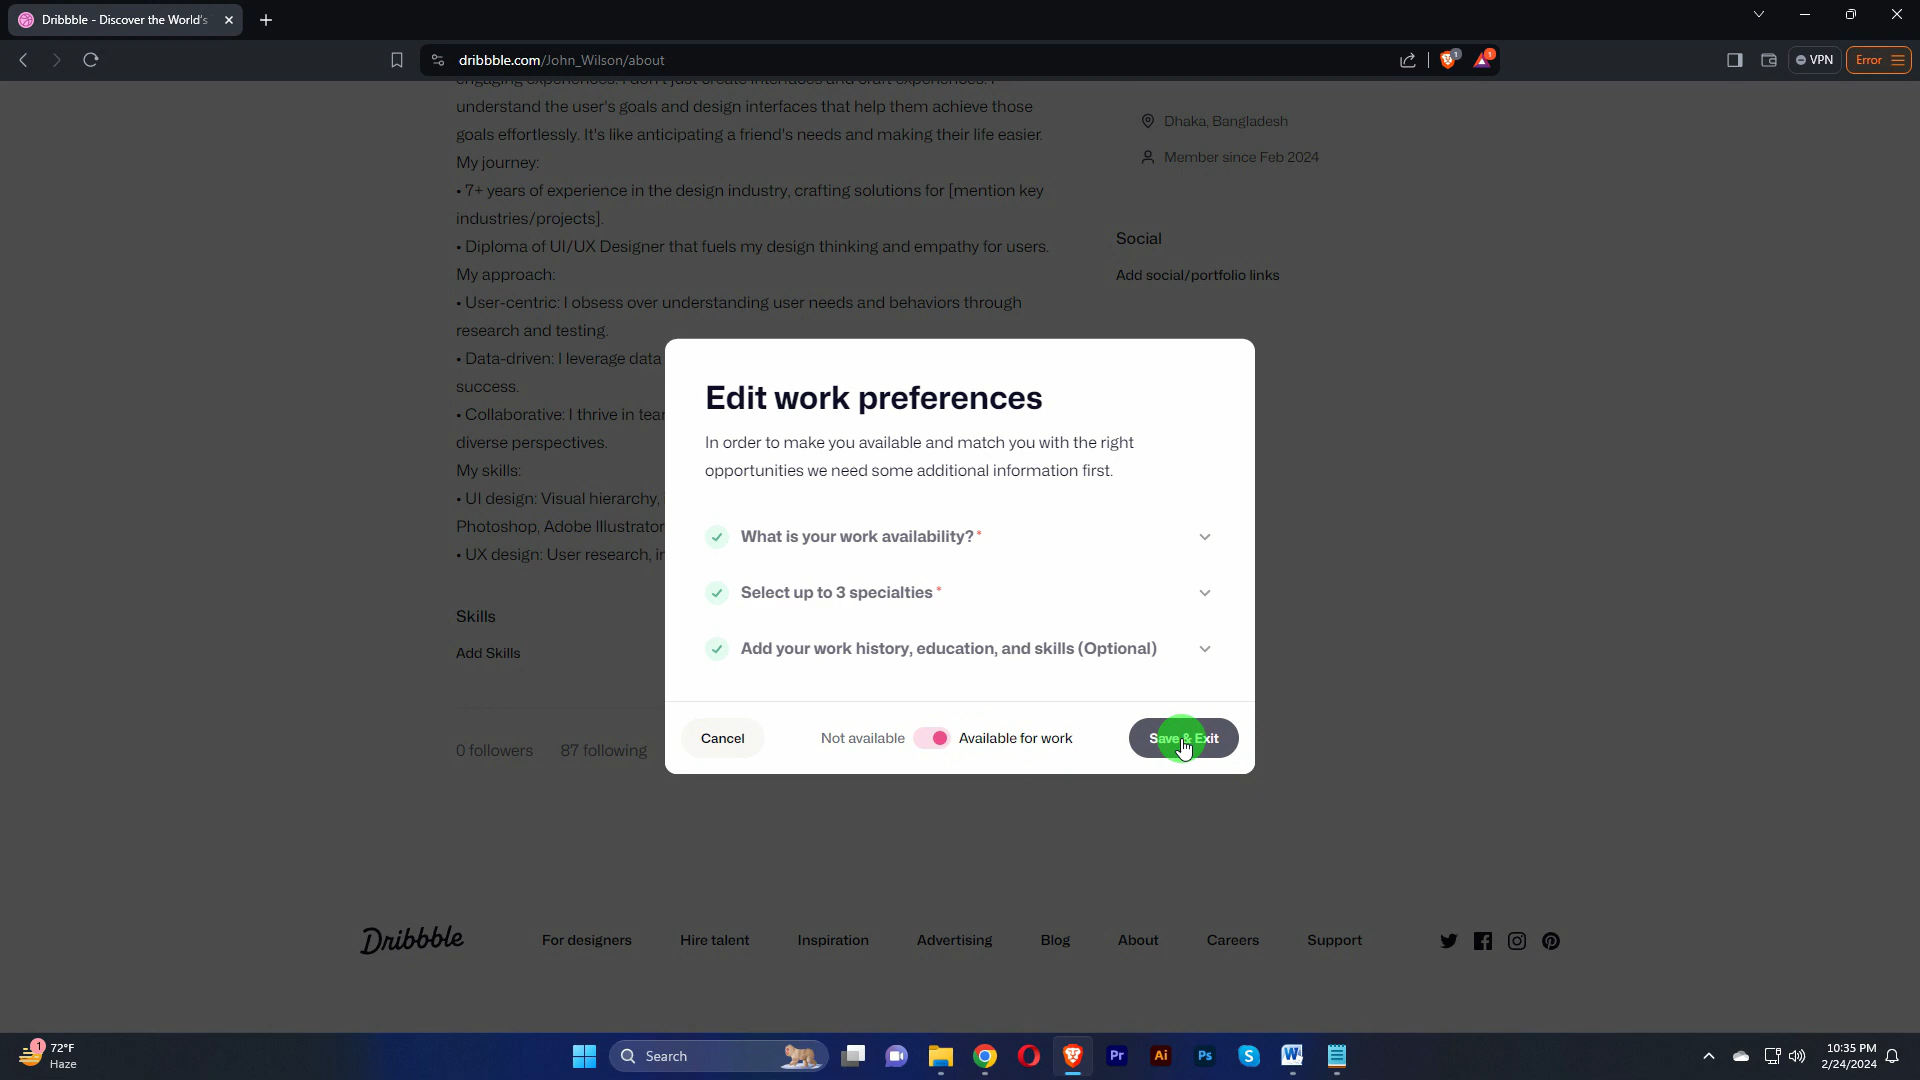 Dribbble - Discover the World's
dribbble.com/John_Wilson/about
1
1
VPN
Error
understand the user's goals and design interfaces that help them achieve those
goals effortlessly. It's like anticipating a friend's needs and making their life easier.
My journey:
• 7+ years of experience in the design industry, crafting solutions for [mention key
industries/projects].
• Diploma of UI/UX Designer that fuels my design thinking and empathy for users.
My approach:
• User-centric: I obsess over understanding user needs and behaviors through
research and testing.
• Data-driven: I leverage data
success.
• Collaborative: I thrive in
diverse perspectives.
My skills:
• UI design: Visual hierarchy,
Photoshop, Adobe Illustrator
• UX design: User research,
Skills
Add Skills
0 followers 87 following
Dhaka, Bangladesh
Member since Feb 2024
Social
Add social/portfolio links
Edit work preferences
In order to make you available and match you with the right
opportunities we need some additional information first.
What is your work availability? *
Select up to 3 specialties *
Add your work history, education, and skills (Optional)
Cancel Not available Available for work Save & Exit
Dribbble For designers Hire talent Inspiration Advertising Blog About Careers Support
1
72°F
Haze
Search
Pr Ai Ps S W
10:35 PM
2/24/2024